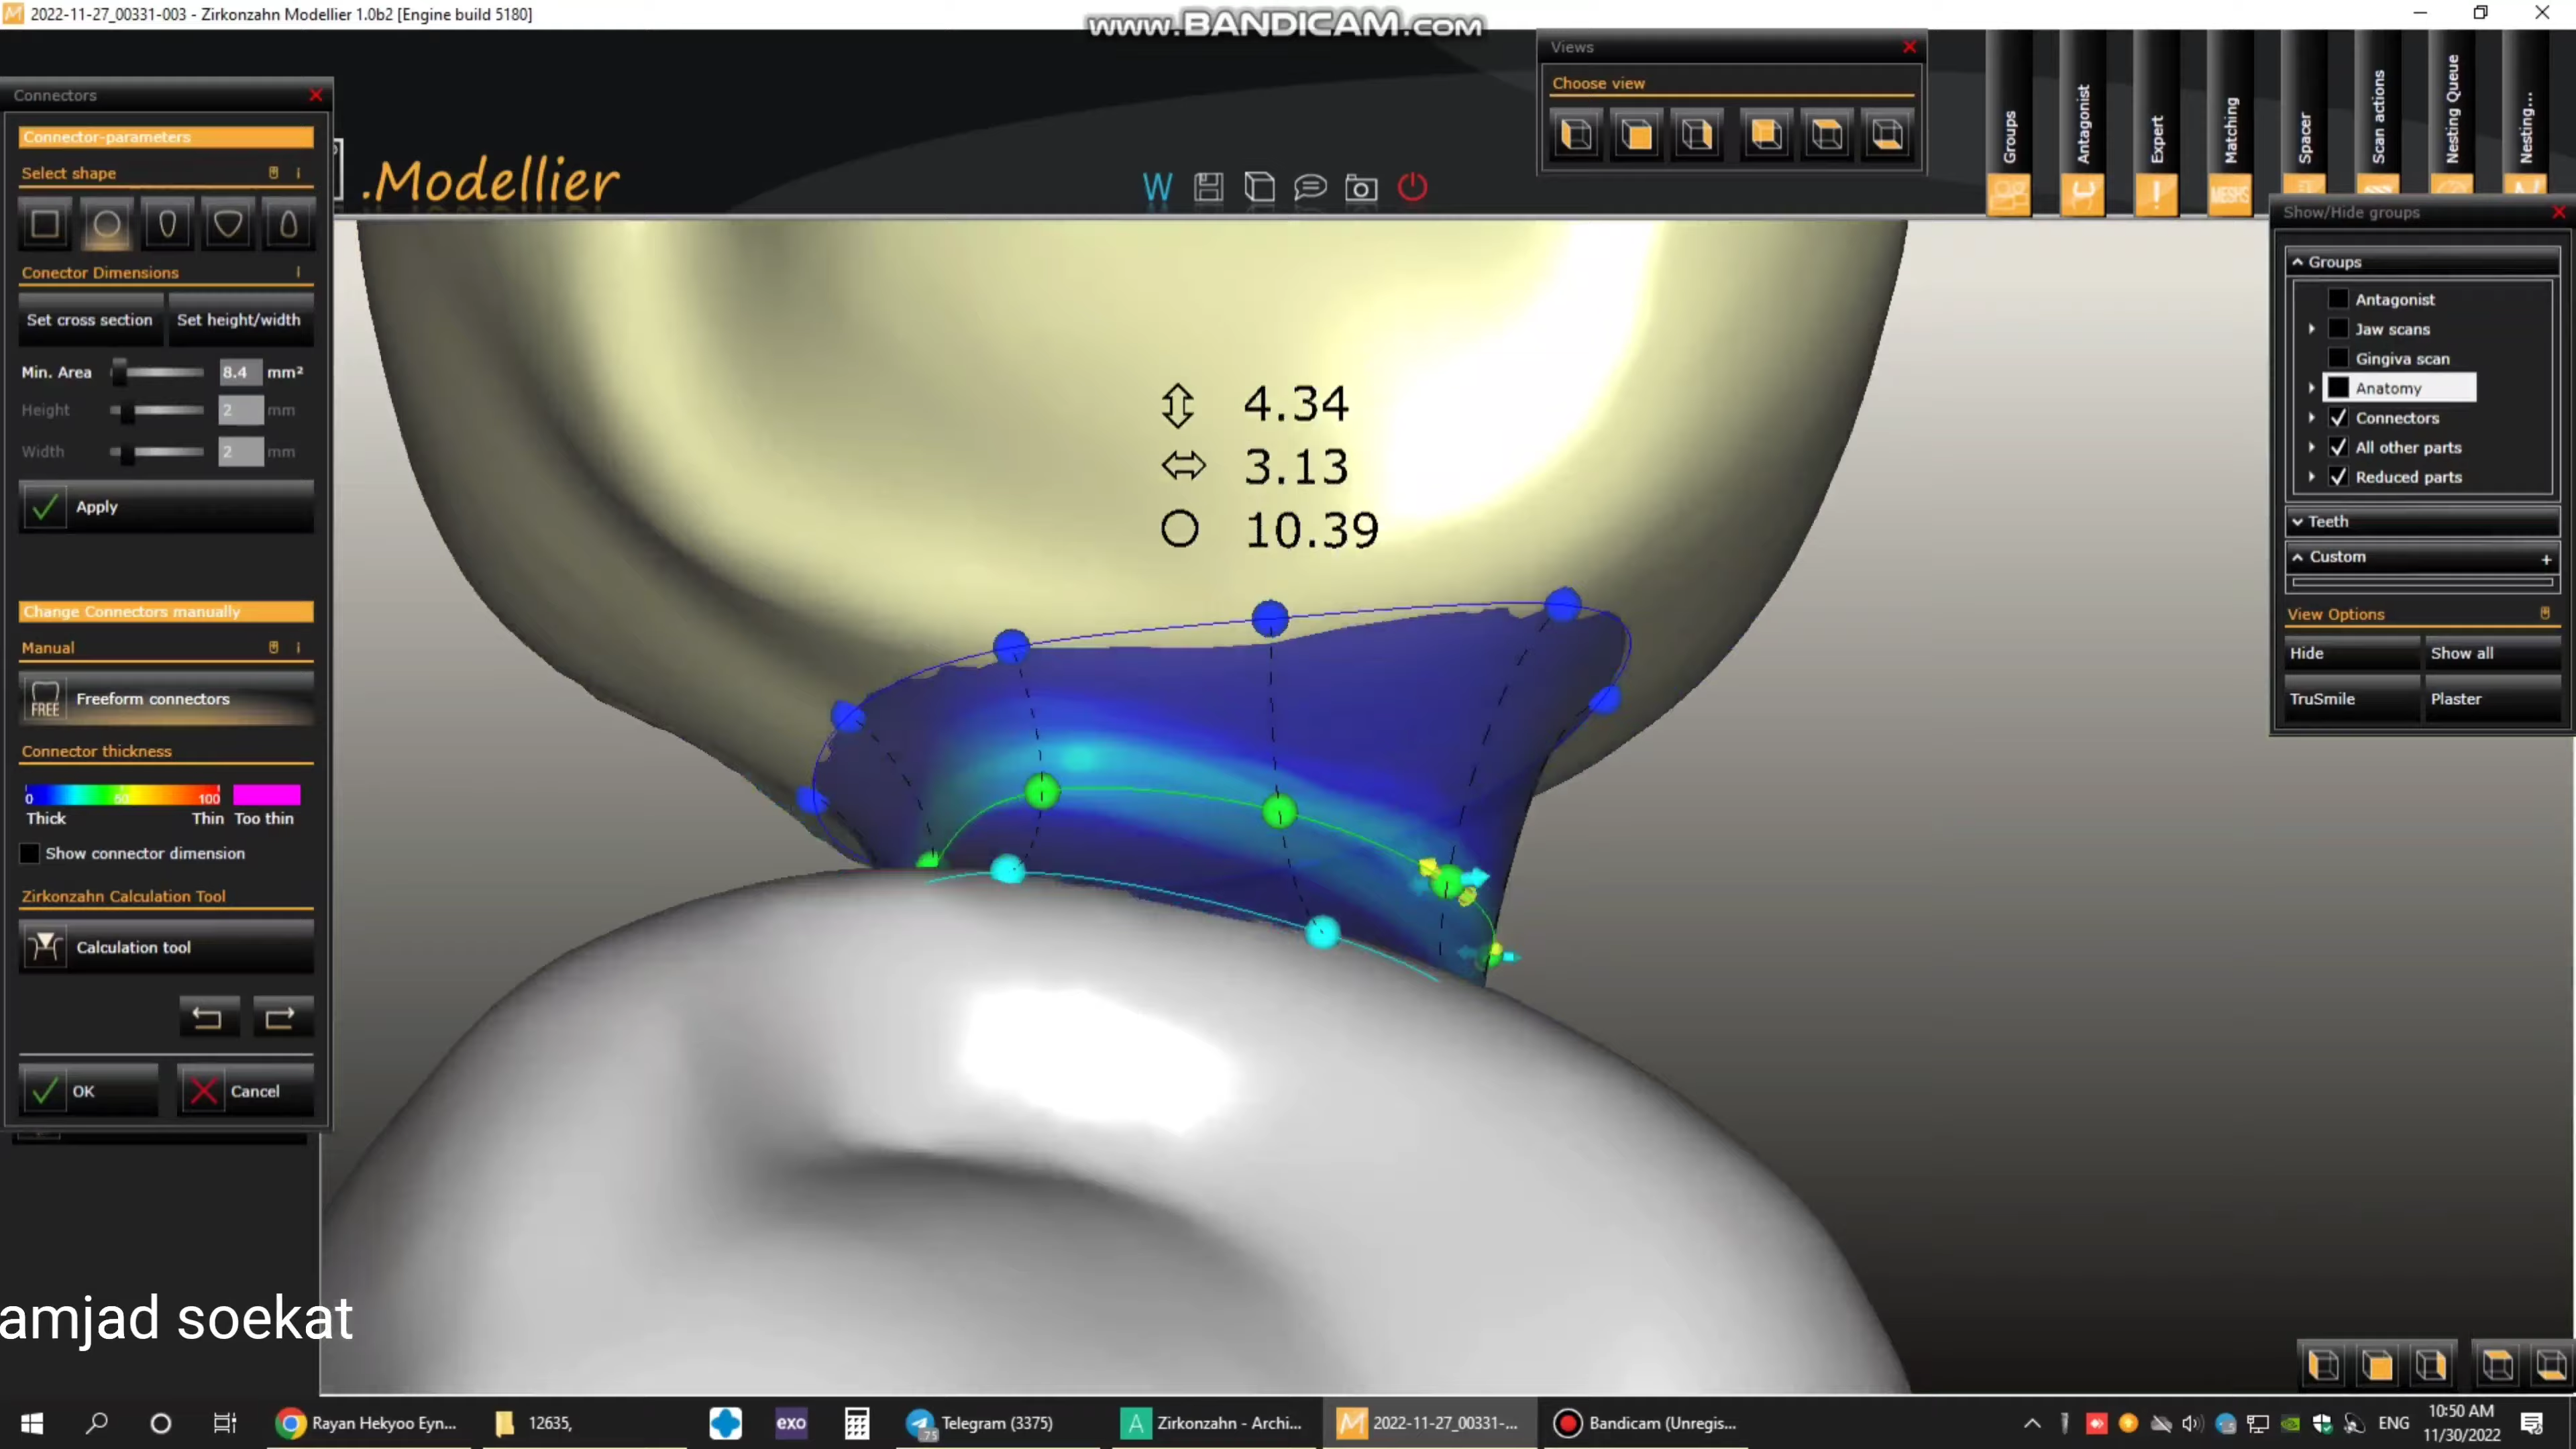 2022-11-27_00331-003 - Zirkonzahn Modellier 1.0b2 [Engine build 5180]
www.BANDICAM.com
Connectors
Connector-parameters
Select shape
Conector Dimensions
Set cross section
Set height/width
Min. Area 8.4 mm²
Height 2 mm
Width 2 mm
Apply
Change Connectors manually
Manual
FREE
Freeform connectors
Connector thickness
0 50 100
Thick Thin Too thin
Show connector dimension
Zirkonzahn Calculation Tool
Calculation tool
OK
Cancel
.Modellier
W
4.34
3.13
10.39
Views
Choose view
Groups
Antagonist
Expert
Matching
Spacer
Scan actions
Nesting Queue
Nesting...
MESHS
Show/Hide groups
Groups
Antagonist
Jaw scans
Gingiva scan
Anatomy
Connectors
All other parts
Reduced parts
Teeth
Custom +
View Options
Hide
Show all
TruSmile
Plaster
amjad soekat
Rayan Hekyoo Eyn...
12635,
exo
75
Telegram (3375)
A
Zirkonzahn - Archi...
2022-11-27_00331-...
Bandicam (Unregis...
ENG
10:50 AM
11/30/2022